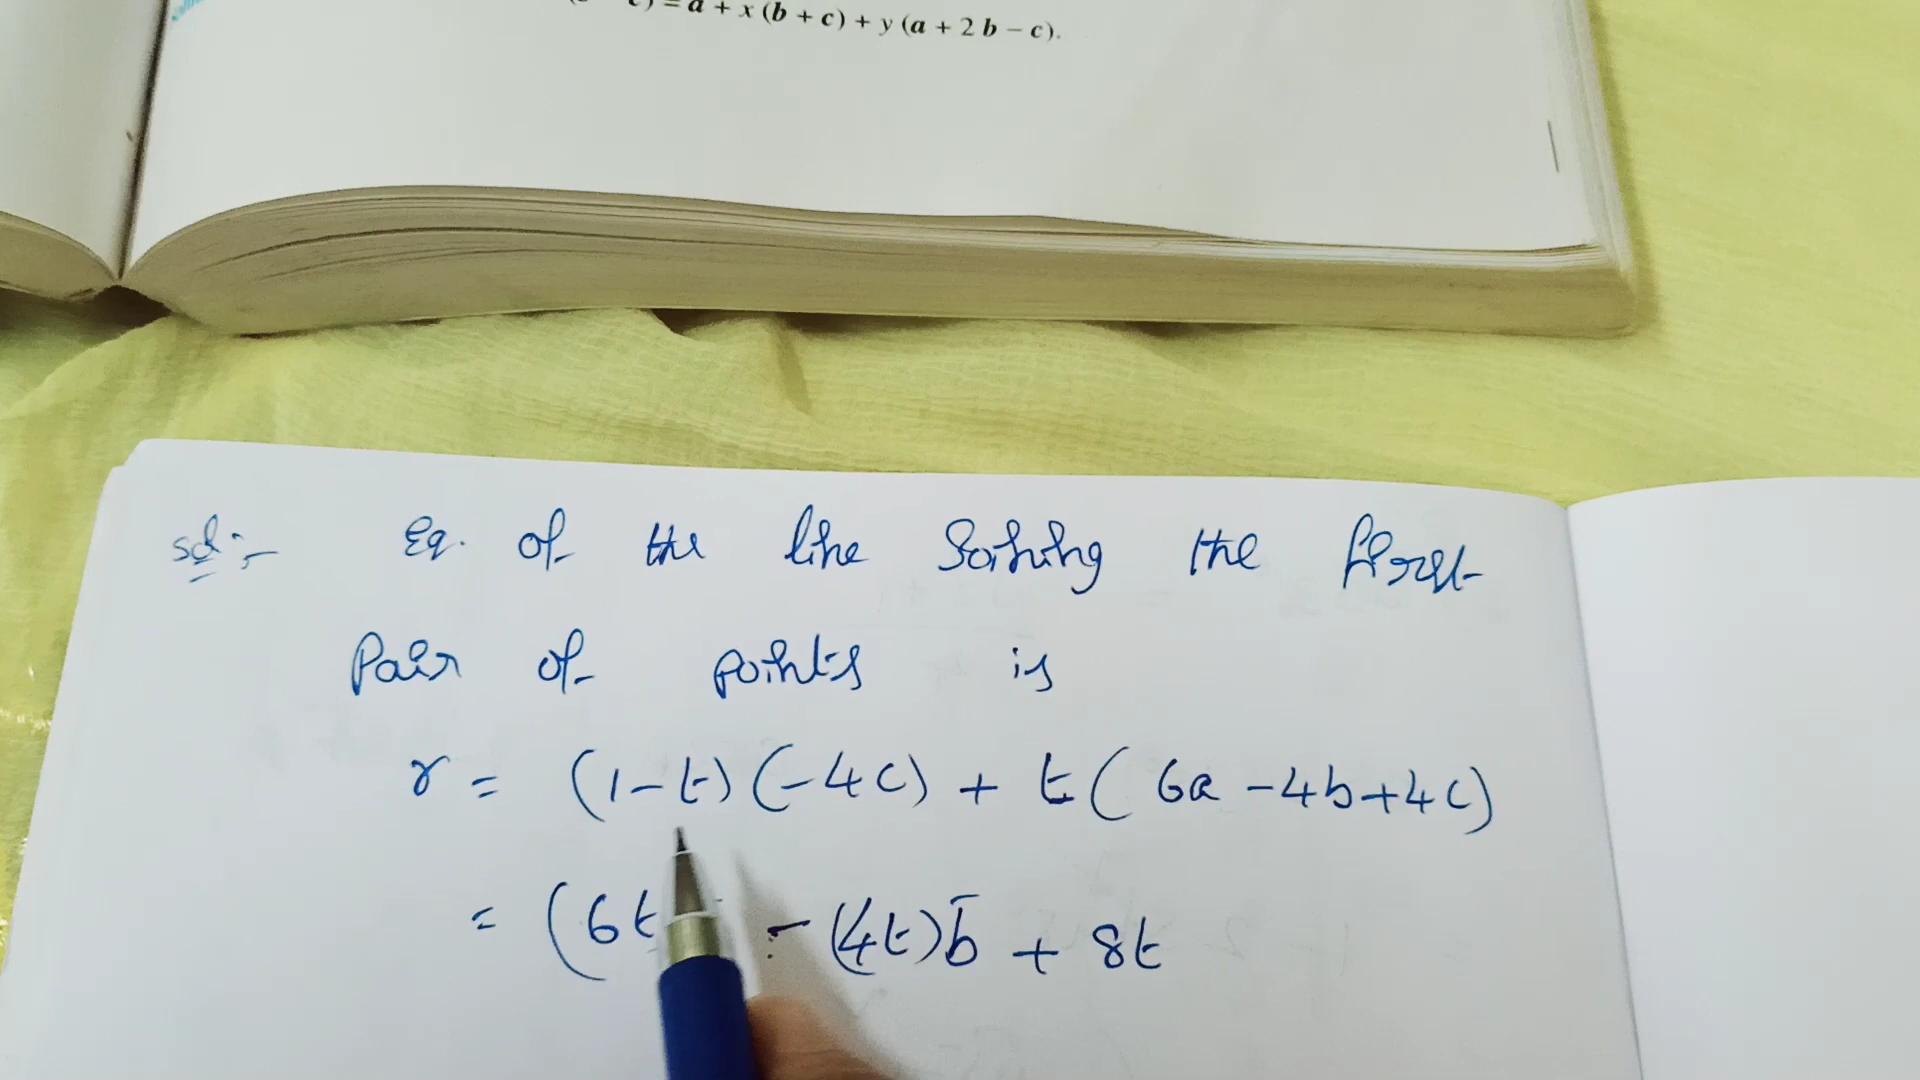 c) = a + x (b + c) + y (a + 2 b – c).
Sol:- Eq. of the line Joining the first
Pair of points is
r = (1-t)(-4c) + t( 6a -4b+4c)
= (6t - (4t)b̄ + 8t